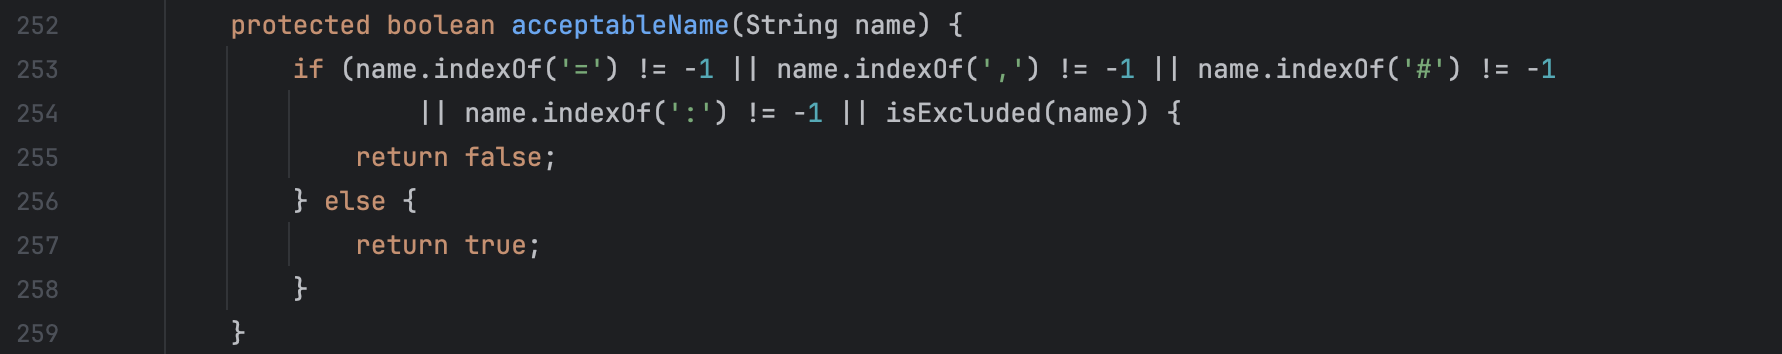 252 protected boolean acceptableName(String name) {
253 if (name.indexOf('=') != -1 || name.indexOf(',') != -1 || name.indexOf('#') != -1
254 || name.indexOf(':') != -1 || isExcluded(name)) {
255 return false;
256 } else {
257 return true;
258 }
259 }